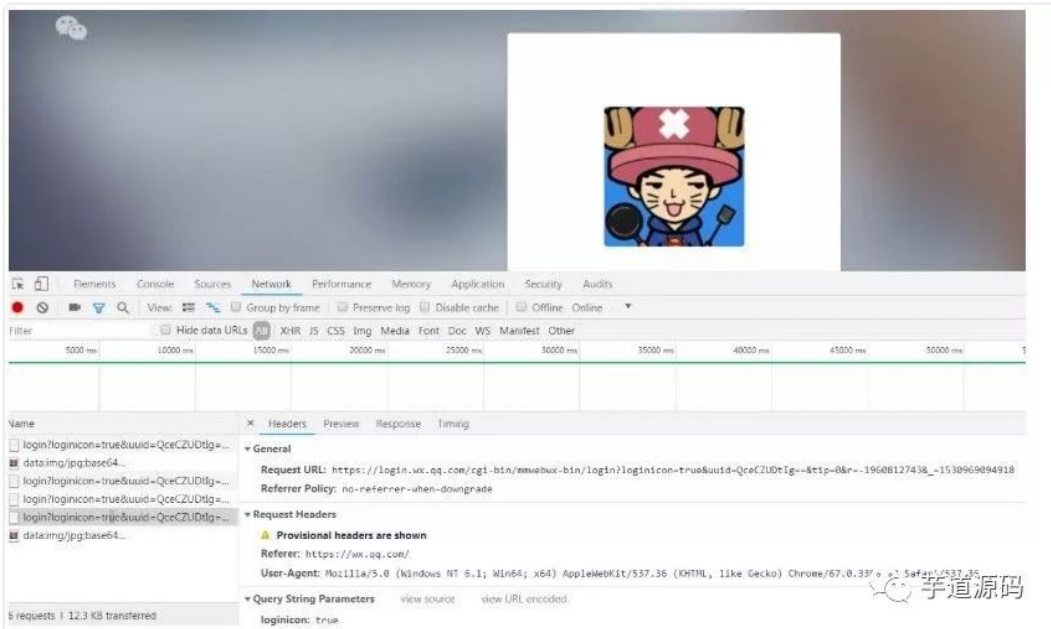 Elements Console Sources Network Performance Memory Application Security Audits
View: Group by frame Preserve log Disable cache Offline Online
Filter Hide data URLs All XHR JS CSS Img Media Font Doc WS Manifest Other
5000 ms 10000 ms 15000 ms 20000 ms 25000 ms 30000 ms 35000 ms 40000 ms 45000 ms 50000 ms
Name × Headers Preview Response Timing
login?loginicon=true&uuid=QceCZUDtIg=...
data:img/jpg;base64...
login?loginicon=true&uuid=QceCZUDtIg=...
login?loginicon=true&uuid=QceCZUDtIg=...
login?loginicon=true&uuid=QceCZUDtIg=...
data:img/jpg;base64...
6 requests | 12.3 KB transferred
General
Request URL: https://login.wx.qq.com/cgi-bin/mmwebwx-bin/login?loginicon=true&uuid=QceCZUDtIg==&tip=0&r=-1960812743&_=1530969094918
Referrer Policy: no-referrer-when-downgrade
Request Headers
Provisional headers are shown
Referer: https://wx.qq.com/
User-Agent: Mozilla/5.0 (Windows NT 6.1; Win64; x64) AppleWebKit/537.36 (KHTML, like Gecko) Safari/537.36
Query String Parameters view source view URL encoded
loginicon: true
芋道源码